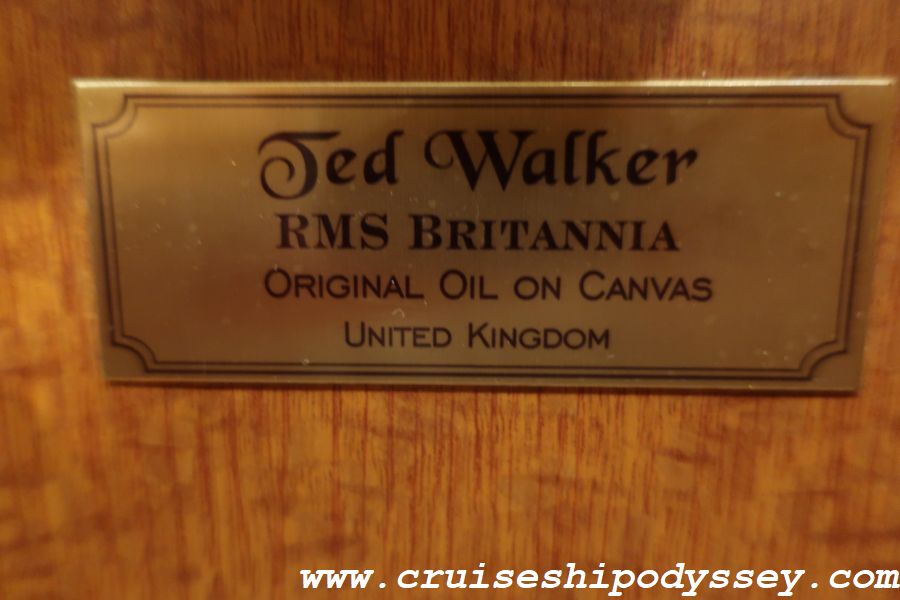 Ted Walker
RMS BRITANNIA
ORIGINAL OIL ON CANVAS
UNITED KINGDOM
www.cruiseshipodyssey.com